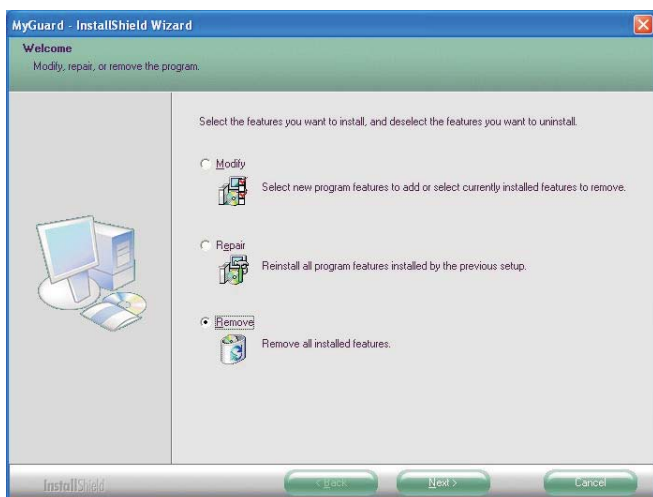 MyGuard - InstallShield Wizard
Welcome
Modify, repair, or remove the program.
Select the features you want to install, and deselect the features you want to uninstall.
Modify
Select new program features to add or select currently installed features to remove.
Repair
Reinstall all program features installed by the previous setup.
Remove
Remove all installed features.
InstallShield
< Back
Next >
Cancel